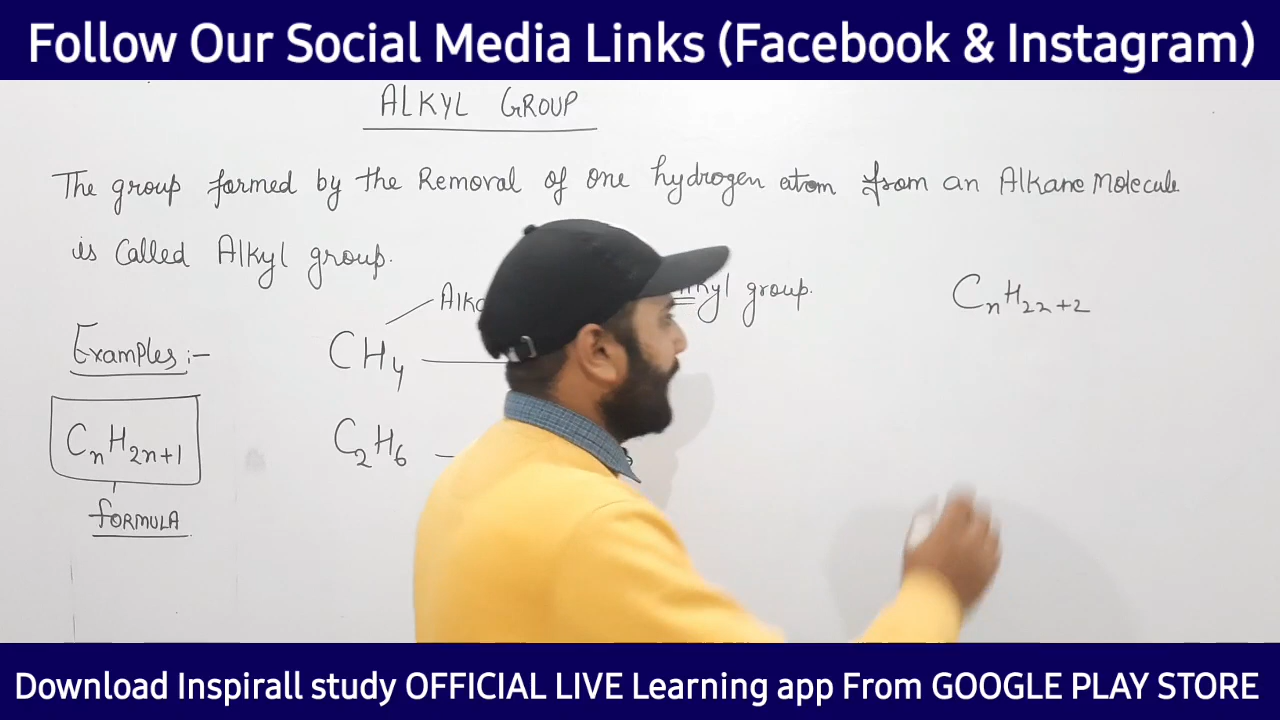 Follow Our Social Media Links (Facebook & Instagram)
ALKYL GROUP
The group formed by the Removal of one hydrogen atom from an Alkane Molecule
is Called Alkyl group.
group.
CnH2n+2
Examples :-
CH4
CnH2n+1
C2H6
FORMULA
Download Inspirall study OFFICIAL LIVE Learning app From GOOGLE PLAY STORE